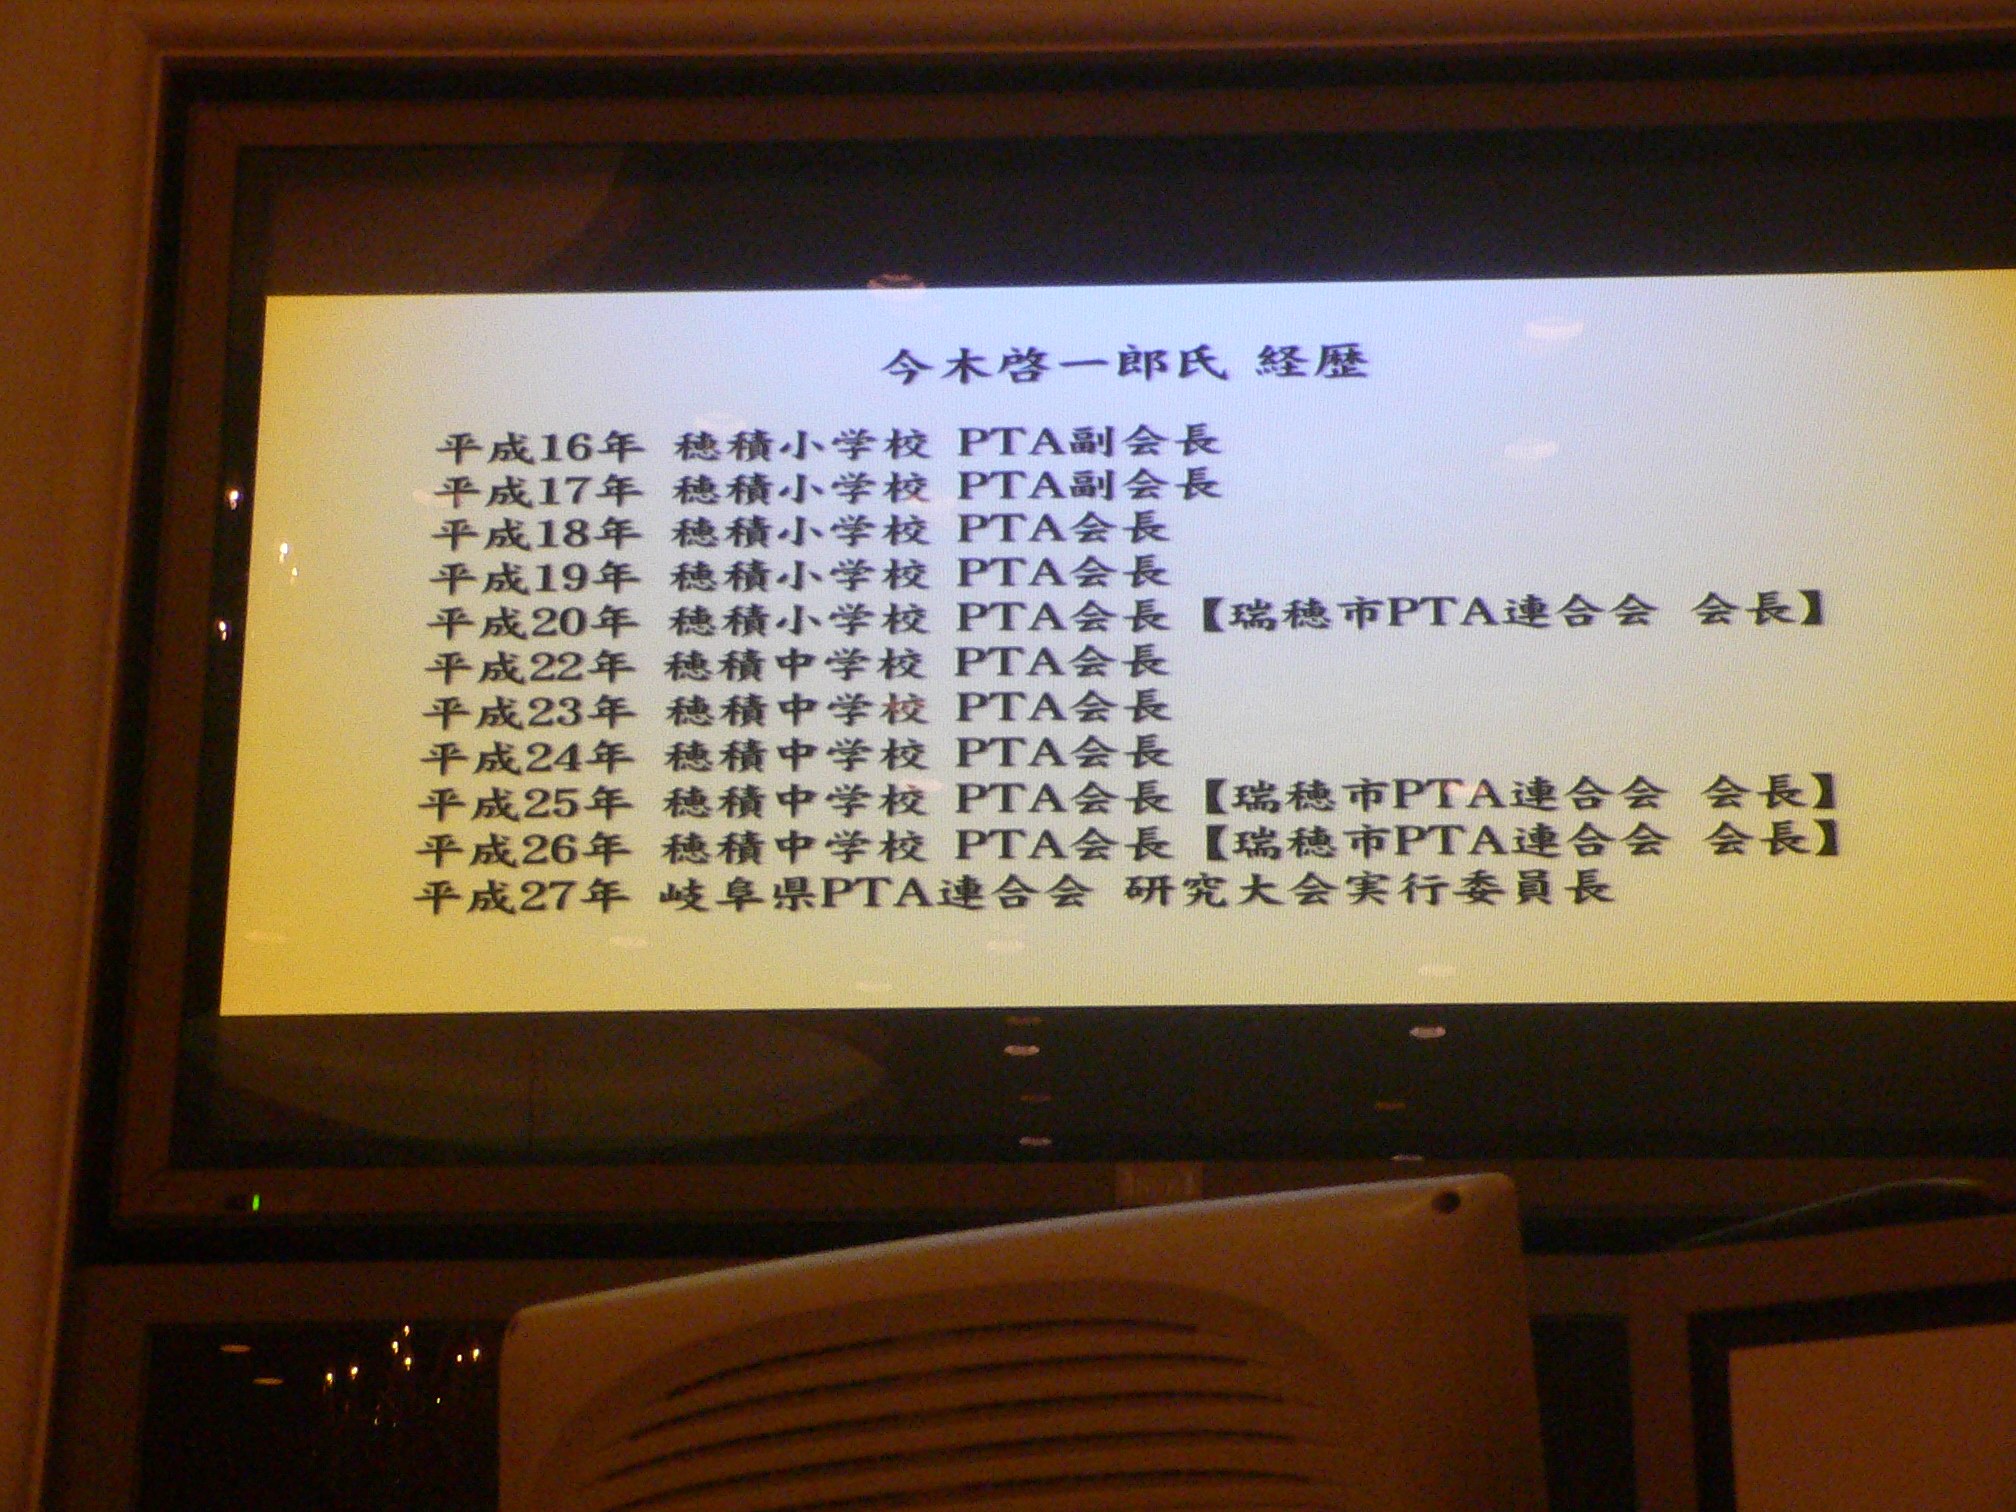 今木啓一郎氏 経歴
平成16年 穂積小学校 PTA副会長
平成17年 穂積小学校 PTA副会長
平成18年 穂積小学校 PTA会長
平成19年 穂積小学校 PTA会長
平成20年 穂積小学校 PTA会長【瑞穂市PTA連合会 会長】
平成22年 穂積中学校 PTA会長
平成23年 穂積中学校 PTA会長
平成24年 穂積中学校 PTA会長
平成25年 穂積中学校 PTA会長【瑞穂市PTA連合会 会長】
平成26年 穂積中学校 PTA会長【瑞穂市PTA連合会 会長】
平成27年 岐阜県PTA連合会 研究大会実行委員長